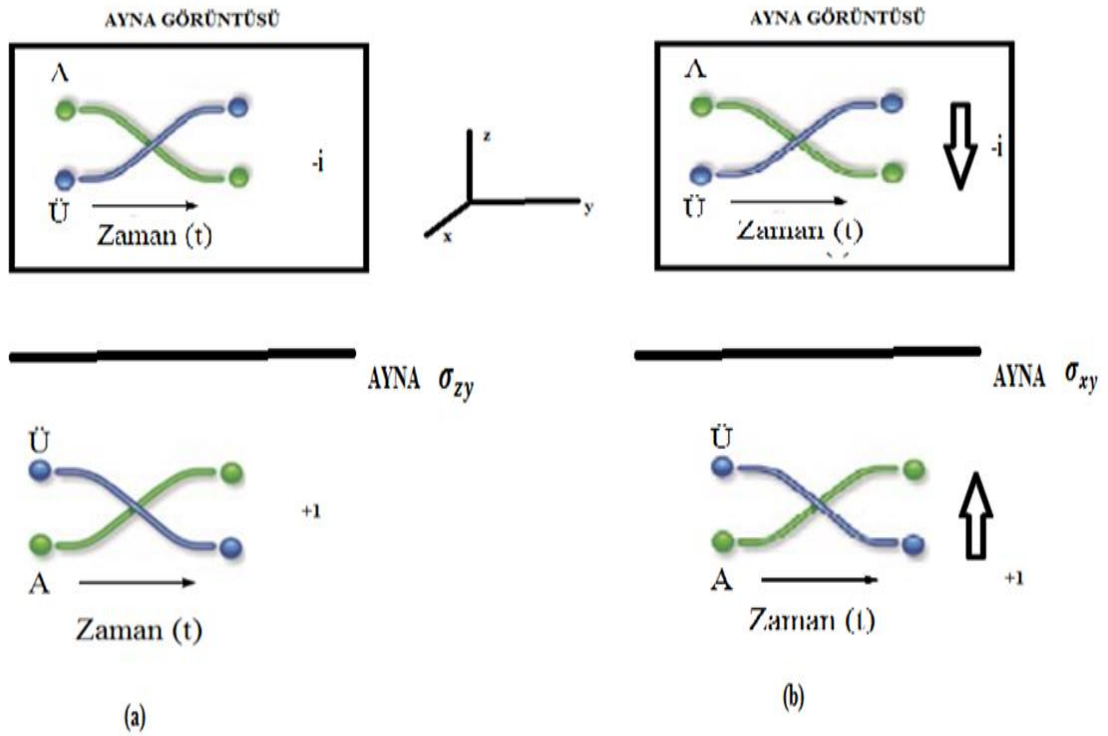 AYNA GÖRÜNTÜSÜ
Λ
-i
Ü
Zaman (t)
AYNA σzy
Ü
+1
A
Zaman (t)
(a)
z
y
x
AYNA GÖRÜNTÜSÜ
Λ
-i
Ü
Zaman (t)
AYNA σxy
Ü
A
+1
Zaman (t)
(b)